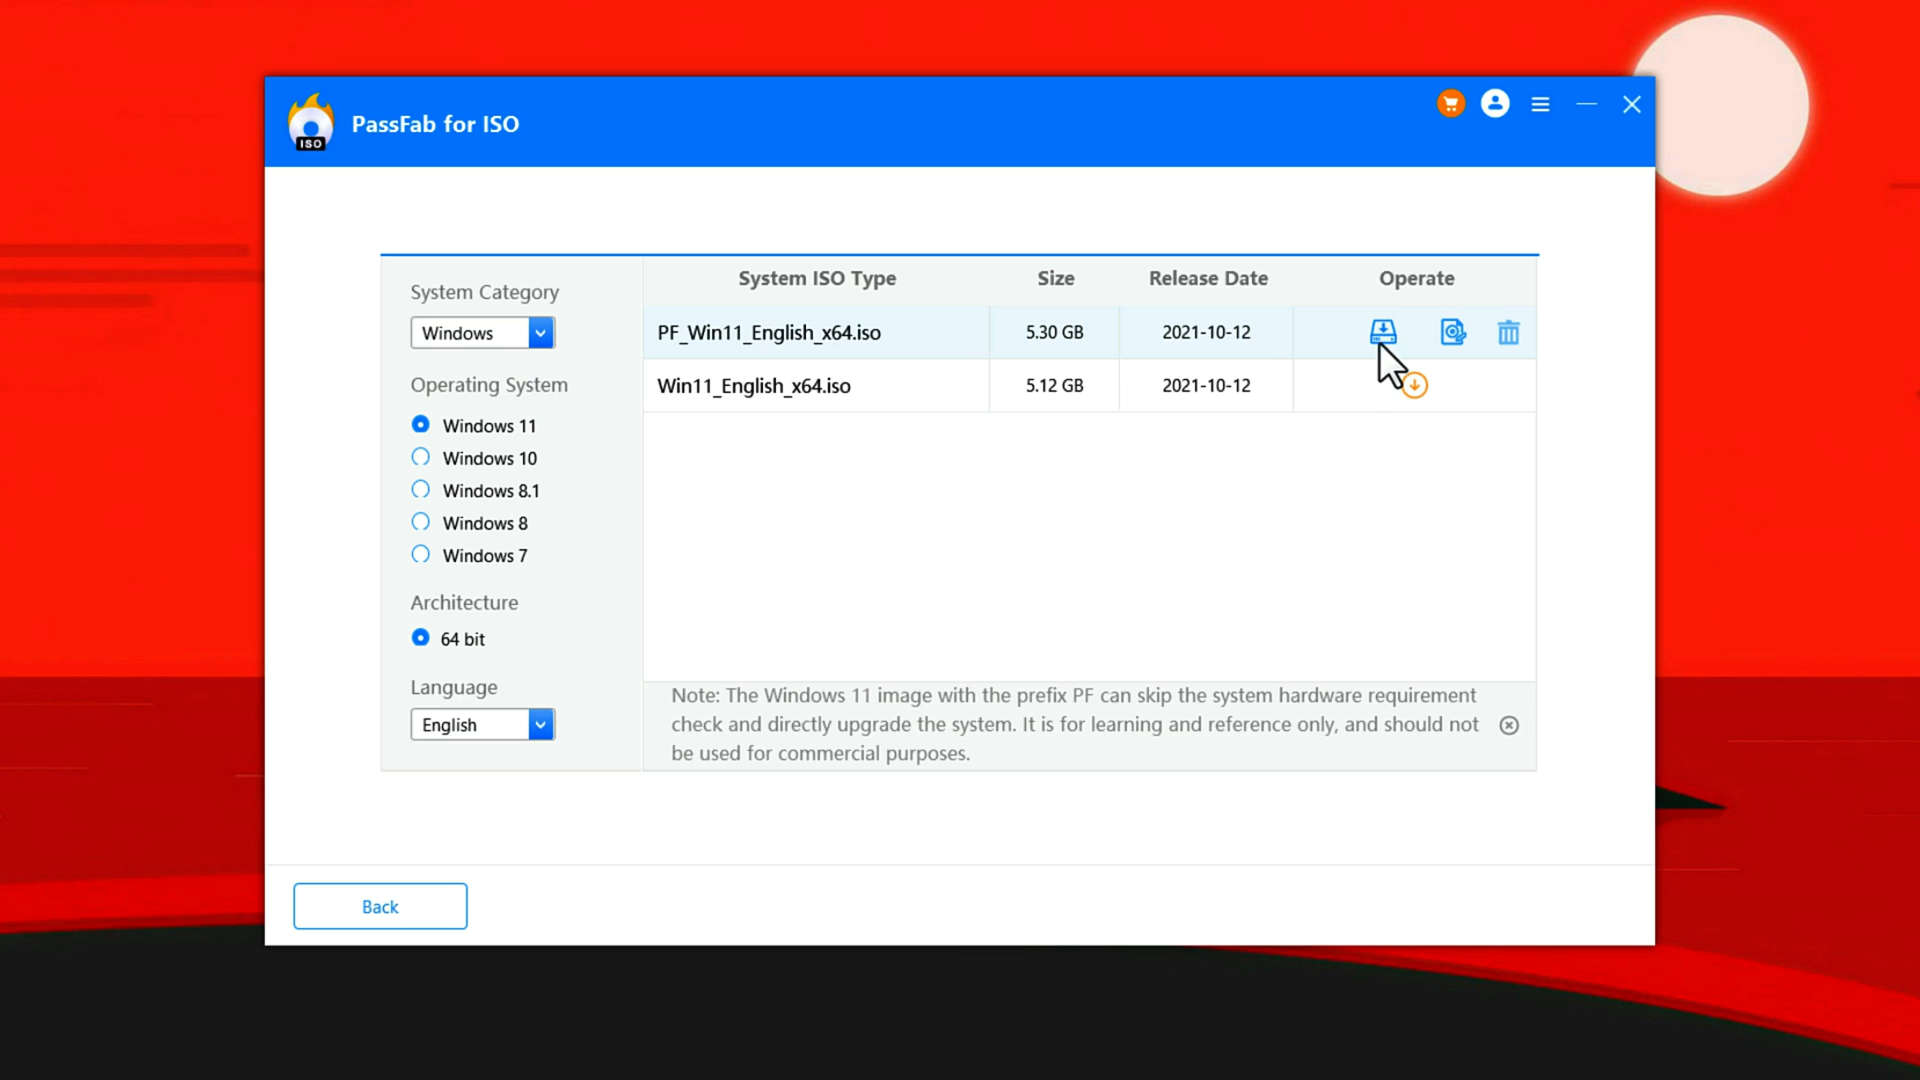 PassFab for ISO
ISO
System Category
Windows
Operating System
Windows 11
Windows 10
Windows 8.1
Windows 8
Windows 7
Architecture
64 bit
Language
English
System ISO Type Size Release Date Operate
PF_Win11_English_x64.iso 5.30 GB 2021-10-12
Win11_English_x64.iso 5.12 GB 2021-10-12
Note: The Windows 11 image with the prefix PF can skip the system hardware requirement
check and directly upgrade the system. It is for learning and reference only, and should not
be used for commercial purposes.
Back